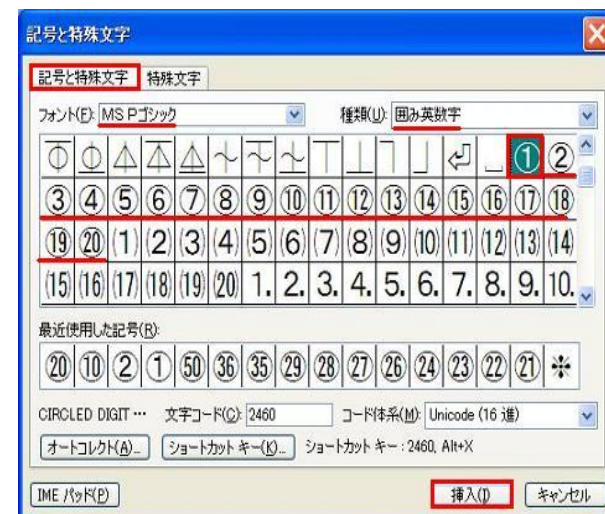 記号と特殊文字
記号と特殊文字 特殊文字
フォント(F): MS Pゴシック 種類(U): 囲み英数字
① ②
③ ④ ⑤ ⑥ ⑦ ⑧ ⑨ ⑩ ⑪ ⑫ ⑬ ⑭ ⑮ ⑯ ⑰ ⑱
⑲ ⑳ ⑴ ⑵ ⑶ ⑷ ⑸ ⑹ ⑺ ⑻ ⑼ ⑽ ⑾ ⑿ ⒀ ⒁
⒂ ⒃ ⒄ ⒅ ⒆ ⒇ 1. 2. 3. 4. 5. 6. 7. 8. 9. 10.
最近使用した記号(R):
⑳ ⑩ ② ① ㊿ ㊱ ㉟ ㉙ ㉘ ㉗ ㉖ ㉔ ㉓ ㉒ ㉑ ※
CIRCLED DIGIT … 文字コード(C): 2460 コード体系(M): Unicode (16 進)
オートコレクト(A)... ショートカット キー(K)... ショートカット キー : 2460, Alt+X
IME パッド(P) 挿入(I) キャンセル